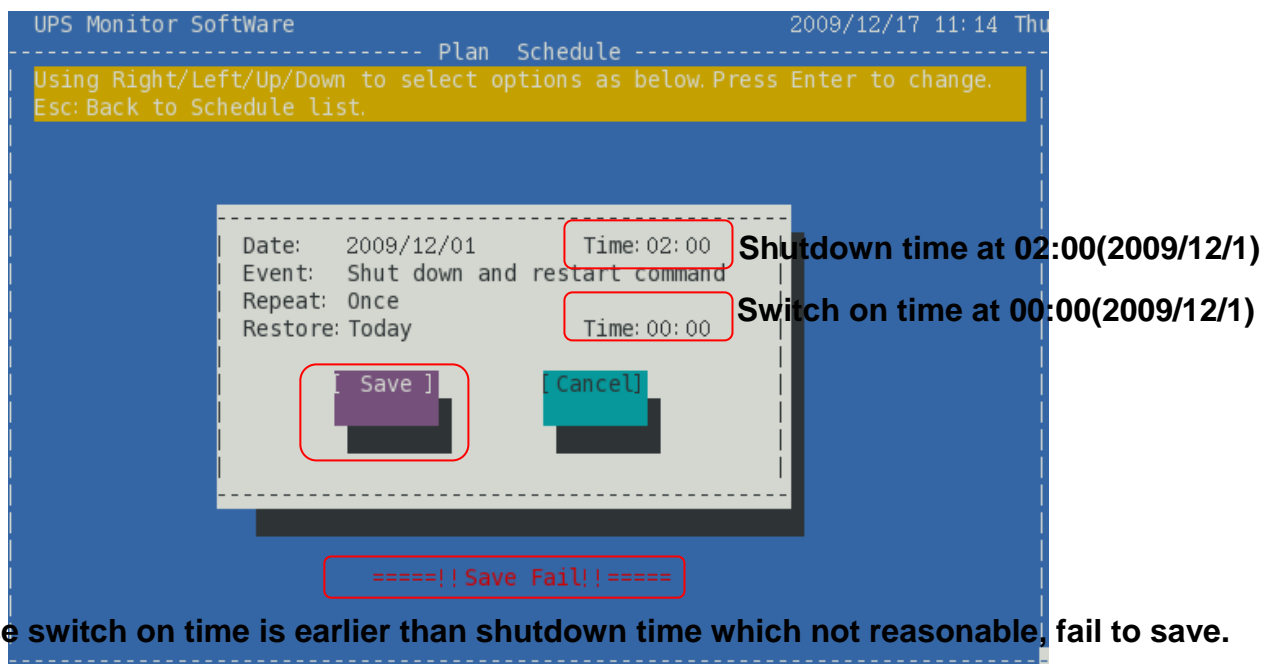 UPS Monitor SoftWare 2009/12/17 11:14 Thu
Plan Schedule
Using Right/Left/Up/Down to select options as below.Press Enter to change.
Esc:Back to Schedule list.
Date: 2009/12/01 Time:02:00 Shutdown time at 02:00(2009/12/1)
Event: Shut down and restart command
Repeat: Once
Switch on time at 00:00(2009/12/1)
Restore:Today Time:00:00
[ Save ] [Cancel]
=====!!Save Fail!!=====
e switch on time is earlier than shutdown time which not reasonable, fail to save.